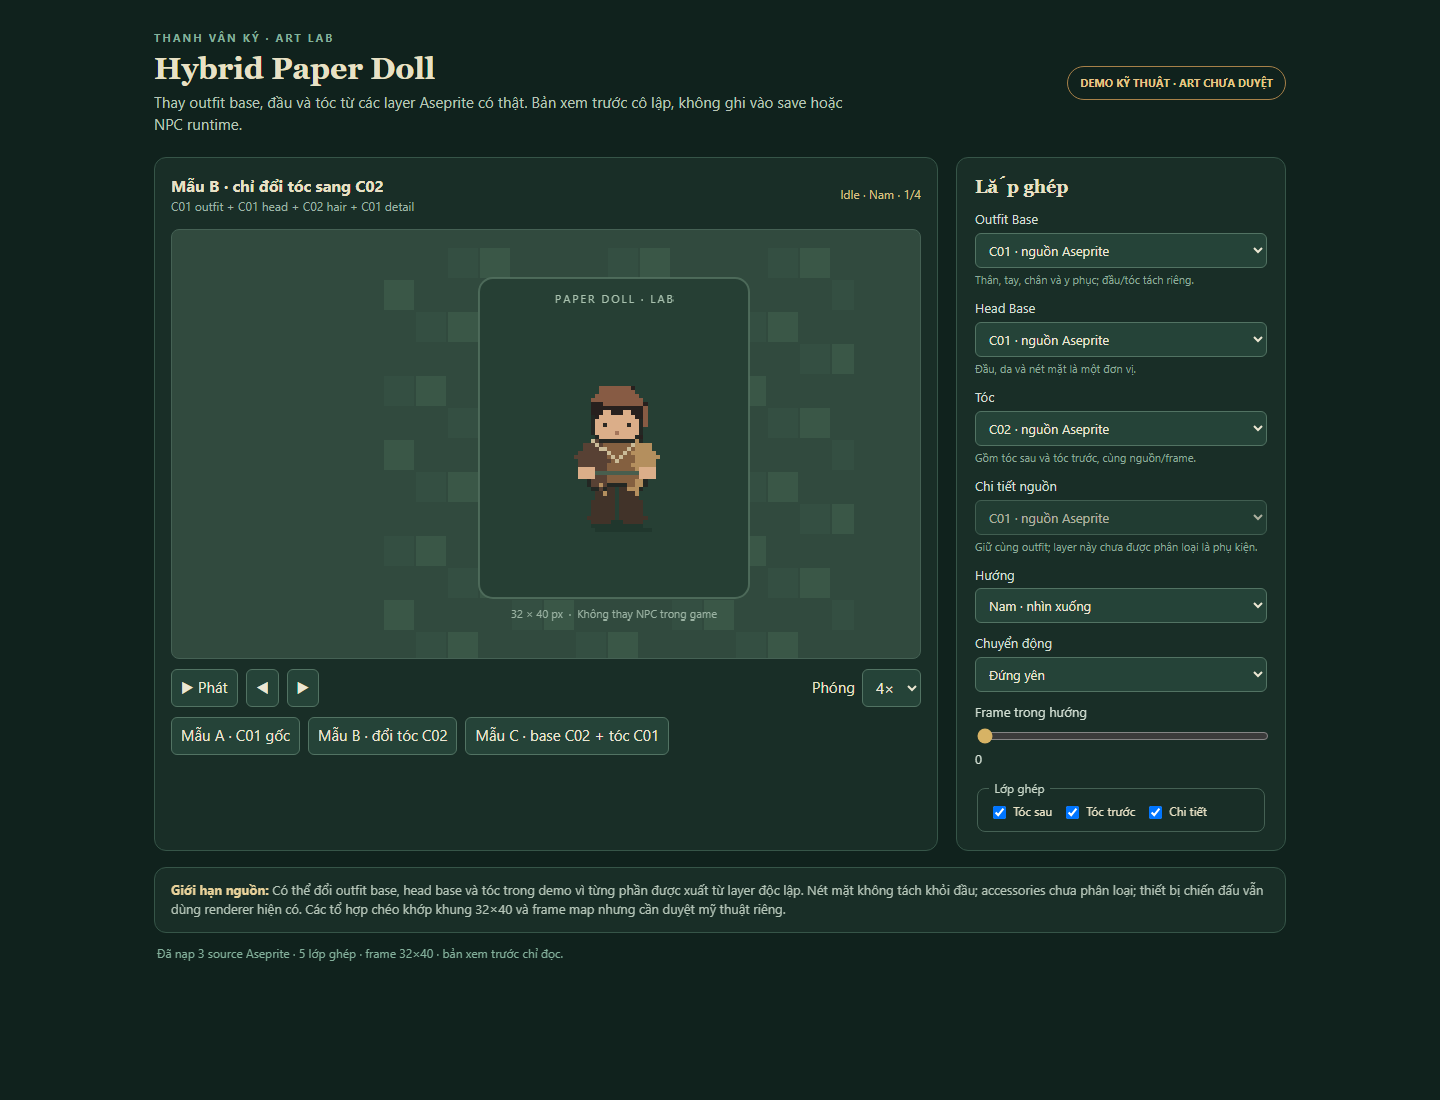 THANH VÂN KÝ · ART LAB
Hybrid Paper Doll
Thay outfit base, đầu và tóc từ các layer Aseprite có thật. Bản xem trước cô lập, không ghi vào save hoặc
NPC runtime.
DEMO KỸ THUẬT · ART CHƯA DUYỆT
Mẫu B · chỉ đổi tóc sang C02
C01 outfit + C01 head + C02 hair + C01 detail
Idle · Nam · 1/4
PAPER DOLL · LAB
32 × 40 px · Không thay NPC trong game
▶ Phát
◀
▶
Phóng
4×
Mẫu A · C01 gốc
Mẫu B · đổi tóc C02
Mẫu C · base C02 + tóc C01
Lắp ghép
Outfit Base
C01 · nguồn Aseprite
Thân, tay, chân và y phục; đầu/tóc tách riêng.
Head Base
C01 · nguồn Aseprite
Đầu, da và nét mặt là một đơn vị.
Tóc
C02 · nguồn Aseprite
Gồm tóc sau và tóc trước, cùng nguồn/frame.
Chi tiết nguồn
C01 · nguồn Aseprite
Giữ cùng outfit; layer này chưa được phân loại là phụ kiện.
Hướng
Nam · nhìn xuống
Chuyển động
Đứng yên
Frame trong hướng
0
Lớp ghép
Tóc sau
Tóc trước
Chi tiết
Giới hạn nguồn: Có thể đổi outfit base, head base và tóc trong demo vì từng phần được xuất từ layer độc lập. Nét mặt không tách khỏi đầu; accessories chưa phân loại; thiết bị chiến đấu vẫn
dùng renderer hiện có. Các tổ hợp chéo khớp khung 32×40 và frame map nhưng cần duyệt mỹ thuật riêng.
Đã nạp 3 source Aseprite · 5 lớp ghép · frame 32×40 · bản xem trước chỉ đọc.